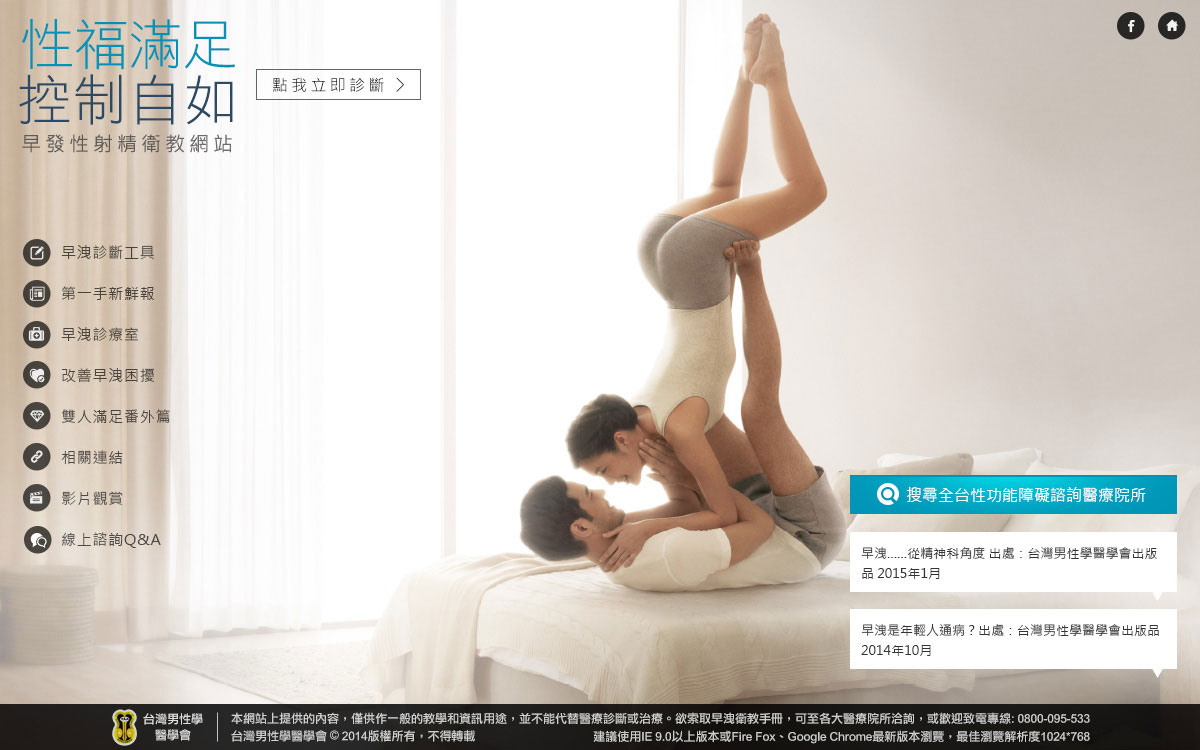 性福滿足
控制自如
早發性射精衛教網站
點我立即診斷
早洩診斷工具
第一手新鮮報
早洩診療室
改善早洩困擾
雙人滿足番外篇
相關連結
影片觀賞
線上諮詢Q&A
搜尋全台性功能障礙諮詢醫療院所
早洩......從精神科角度 出處：台灣男性學醫學會出版
品 2015年1月
早洩是年輕人通病？出處：台灣男性學醫學會出版品
2014年10月
台灣男性學
醫學會
本網站上提供的內容，僅供作一般的教學和資訊用途，並不能代替醫療診斷或治療。欲索取早洩衛教手冊，可至各大醫療院所洽詢，或歡迎致電專線: 0800-095-533
台灣男性學醫學會 © 2014版權所有，不得轉載
建議使用IE 9.0以上版本或Fire Fox、Google Chrome最新版本瀏覽，最佳瀏覽解析度1024*768